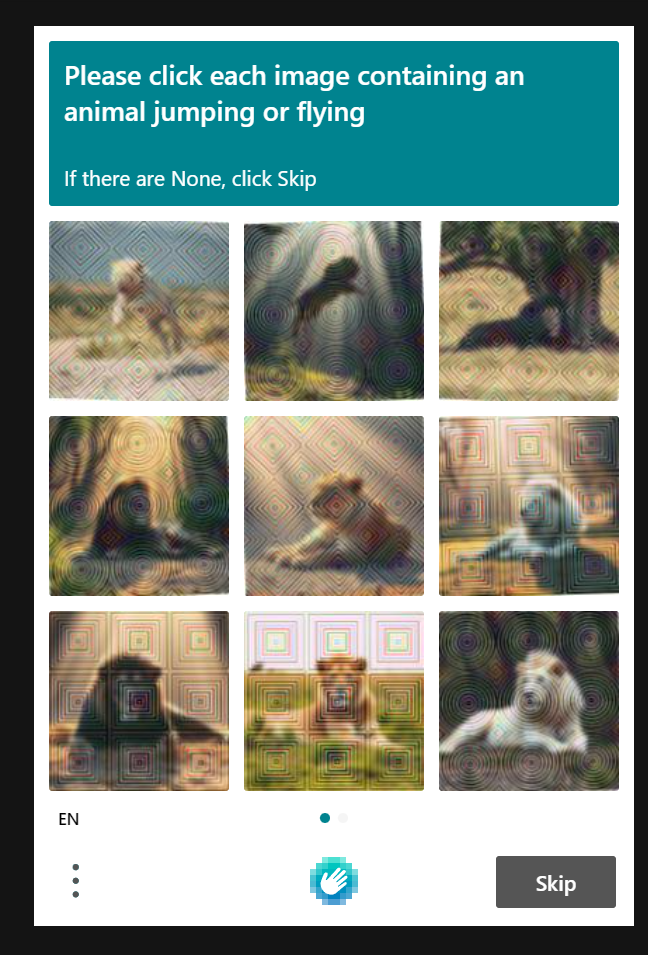 Please click each image containing an
animal jumping or flying
If there are None, click Skip
EN
Skip